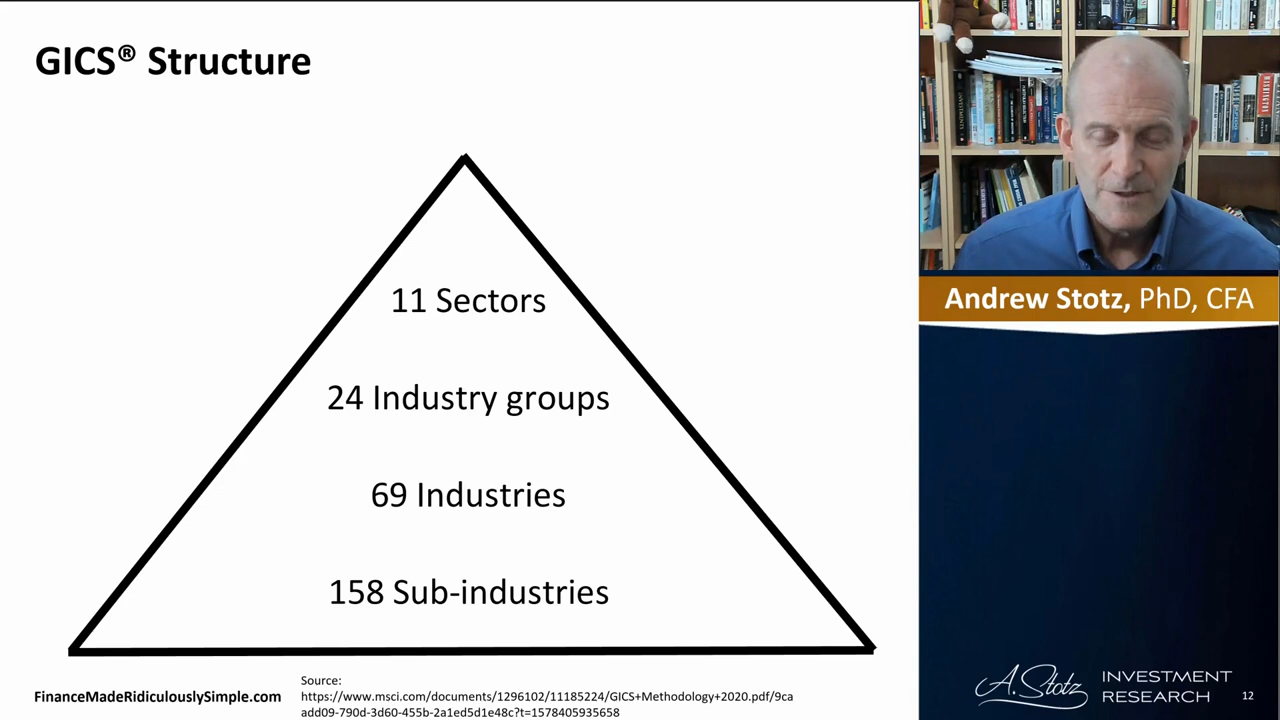 GICS® Structure
11 Sectors
24 Industry groups
69 Industries
158 Sub-industries
Source:
https://www.msci.com/documents/1296102/11185224/GICS+Methodology+2020.pdf/9ca
add09-790d-3d60-455b-2a1ed5d1e48c?t=1578405935658
FinanceMadeRidiculouslySimple.com
Andrew Stotz, PhD, CFA
A. Stotz
INVESTMENT
RESEARCH
12